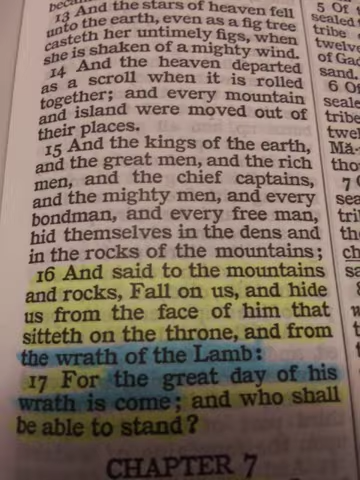 13 And the stars of heaven fell
unto the earth, even as a fig tree
casteth her untimely figs, when
she is shaken of a mighty wind.
14 And the heaven departed
as a scroll when it is rolled
together; and every mountain
and island were moved out of
their places.
15 And the kings of the earth,
and the great men, and the rich
men, and the chief captains,
and the mighty men, and every
bondman, and every free man,
hid themselves in the dens and
in the rocks of the mountains;
16 And said to the mountains
and rocks, Fall on us, and hide
us from the face of him that
sitteth on the throne, and from
the wrath of the Lamb:
17 For the great day of his
wrath is come; and who shall
be able to stand?
CHAPTER 7
5 Of
sealed
tribe
twelve
of Gad
sand.
6 Of
tribe
Mā-
7